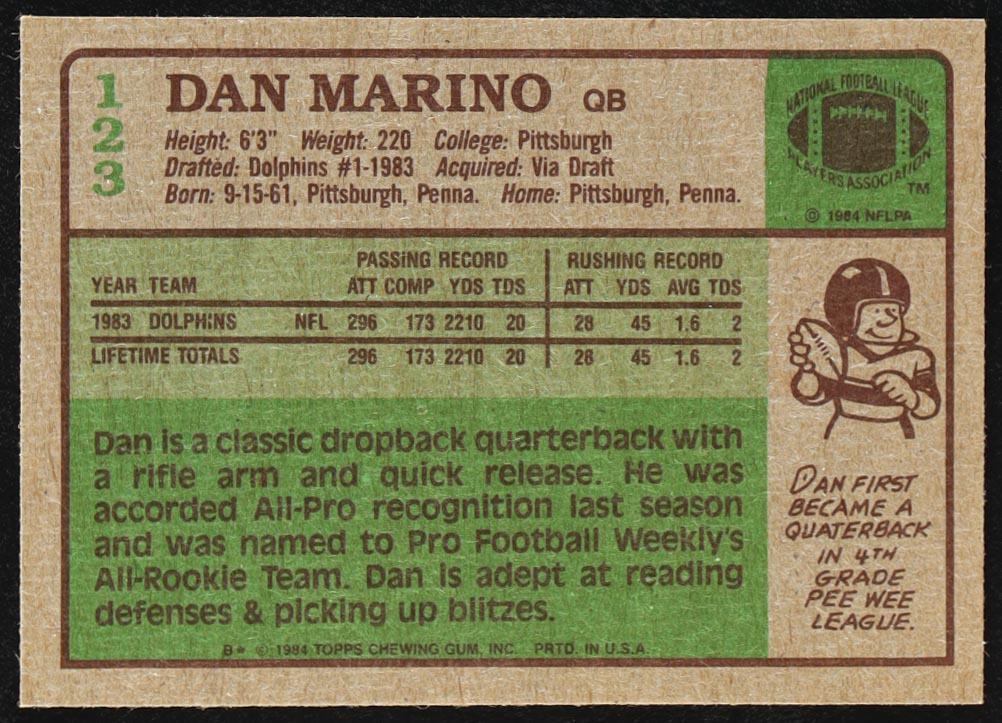 123
DAN MARINO QB
Height: 6'3" Weight: 220 College: Pittsburgh
Drafted: Dolphins #1-1983 Acquired: Via Draft
Born: 9-15-61, Pittsburgh, Penna. Home: Pittsburgh, Penna.
NATIONAL FOOTBALL LEAGUE
PLAYERS ASSOCIATION
TM
© 1984 NFLPA
PASSING RECORD RUSHING RECORD
YEAR TEAM ATT COMP YDS TDS ATT YDS AVG TDS
1983 DOLPHINS NFL 296 173 2210 20 28 45 1.6 2
LIFETIME TOTALS 296 173 2210 20 28 45 1.6 2
Dan is a classic dropback quarterback with
a rifle arm and quick release. He was
accorded All-Pro recognition last season
and was named to Pro Football Weekly's
All-Rookie Team. Dan is adept at reading
defenses & picking up blitzes.
B* © 1984 TOPPS CHEWING GUM, INC. PRTD. IN U.S.A.
DAN FIRST
BECAME A
QUATERBACK
IN 4TH
GRADE
PEE WEE
LEAGUE.